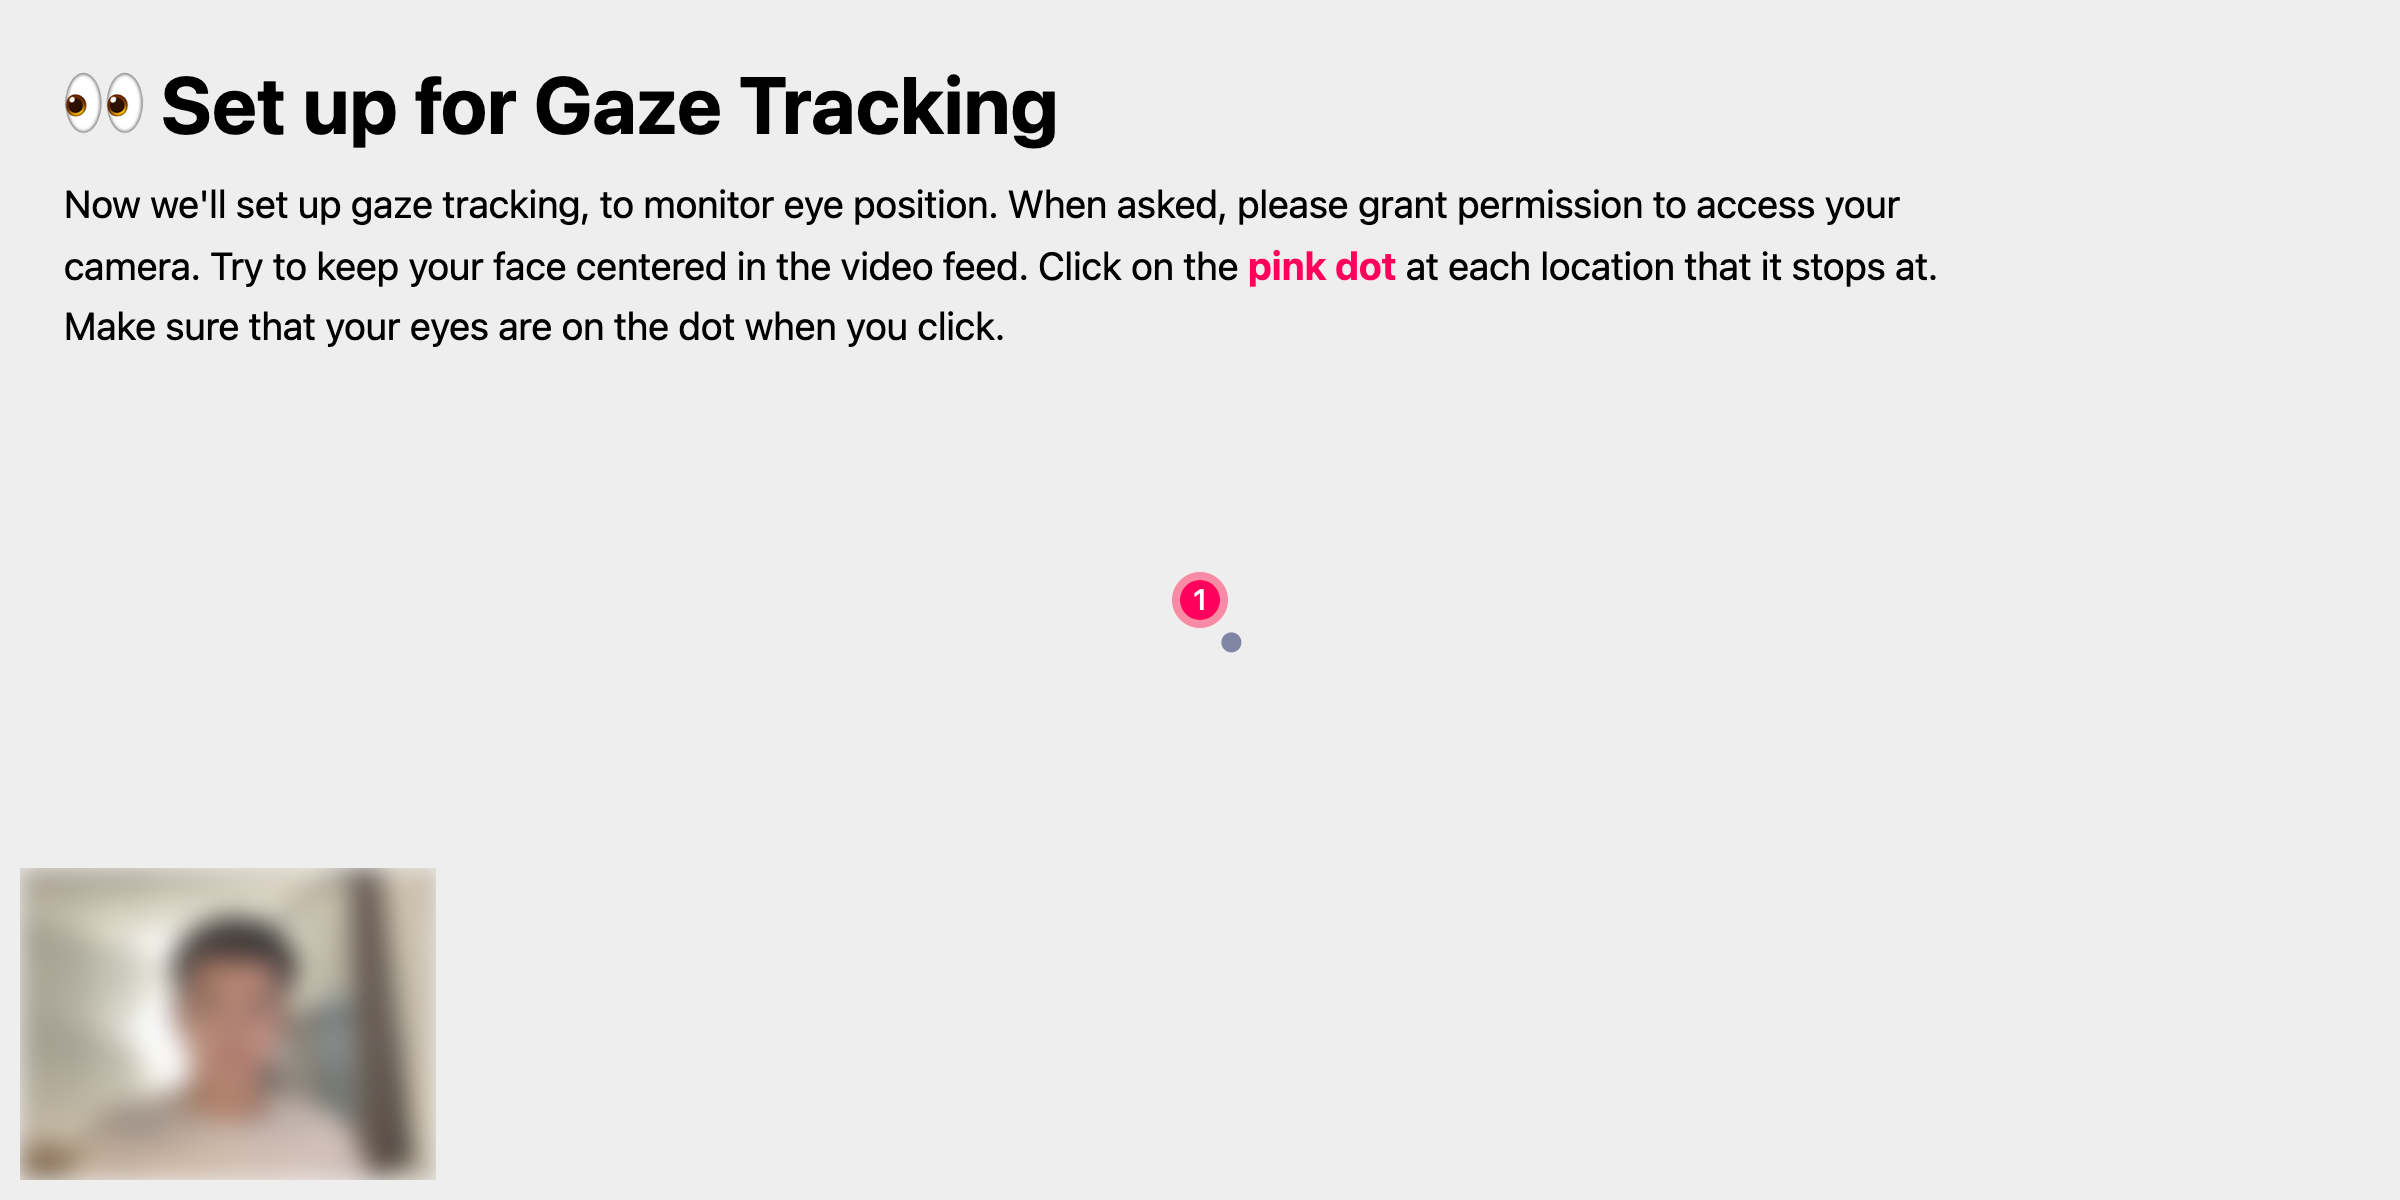 👀 Set up for Gaze Tracking
Now we'll set up gaze tracking, to monitor eye position. When asked, please grant permission to access your
camera. Try to keep your face centered in the video feed. Click on the pink dot at each location that it stops at.
Make sure that your eyes are on the dot when you click.
1